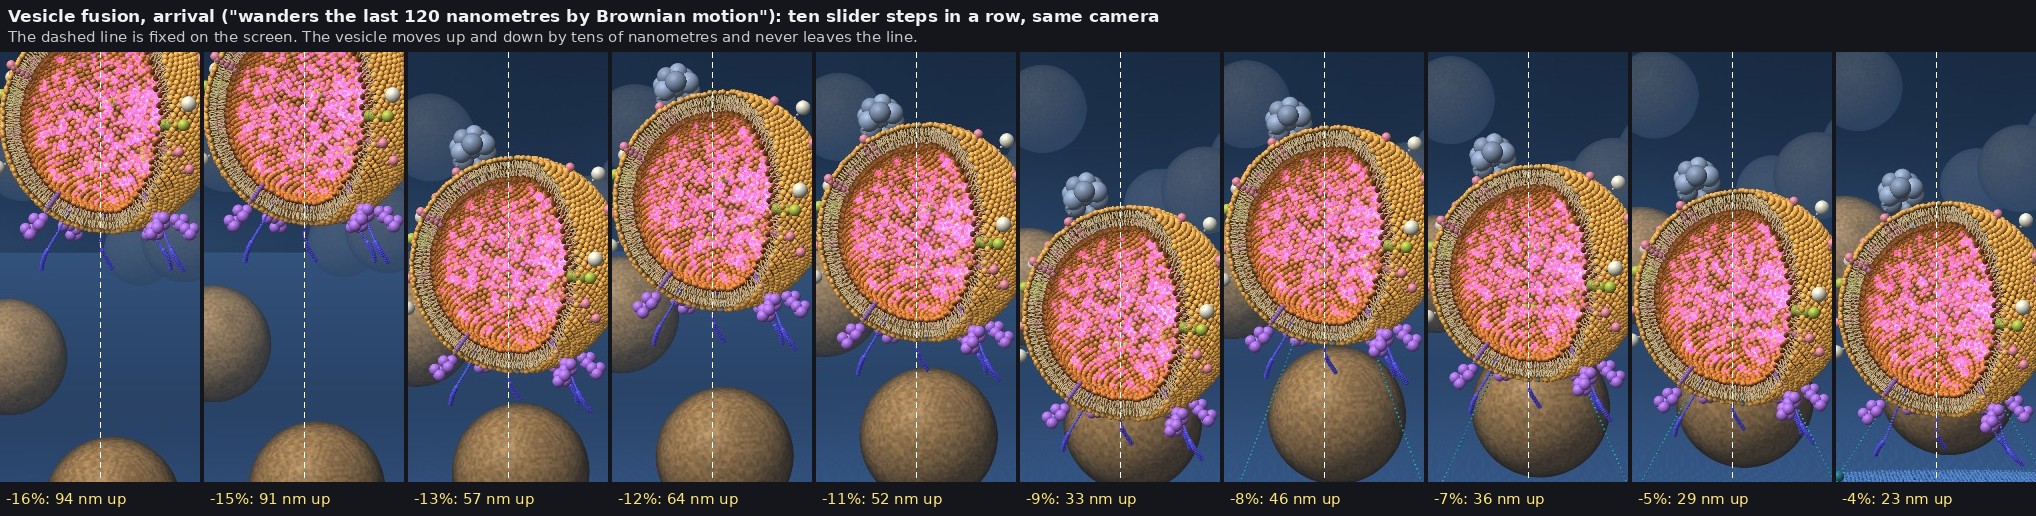 Vesicle fusion, arrival ("wanders the last 120 nanometres by Brownian motion"): ten slider steps in a row, same camera
The dashed line is fixed on the screen. The vesicle moves up and down by tens of nanometres and never leaves the line.
-16%: 94 nm up
-15%: 91 nm up
-13%: 57 nm up
-12%: 64 nm up
-11%: 52 nm up
-9%: 33 nm up
-8%: 46 nm up
-7%: 36 nm up
-5%: 29 nm up
-4%: 23 nm up